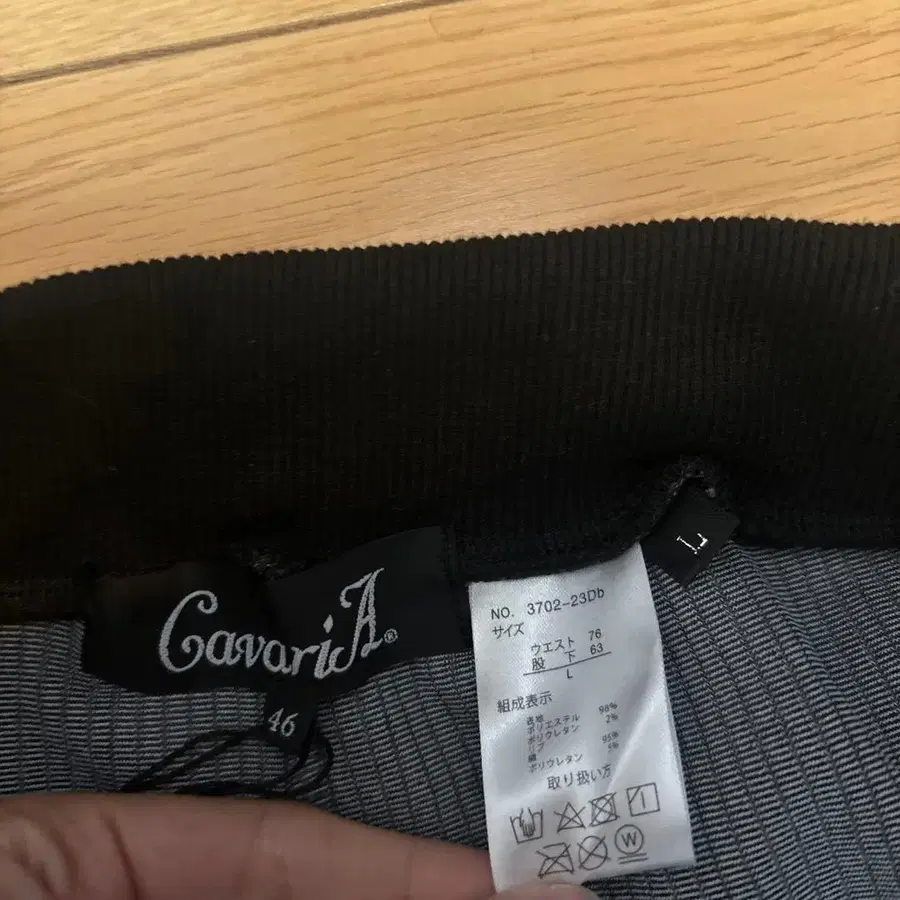 CavariA®
46
L
NO. 3702-23Db
サイズ
ウエスト 76
股 下 63
L
組成表示
表地
ポリエステル 98%
ポリウレタン 2%
リブ
綿 95%
ポリウレタン 5%
取り扱い方
W